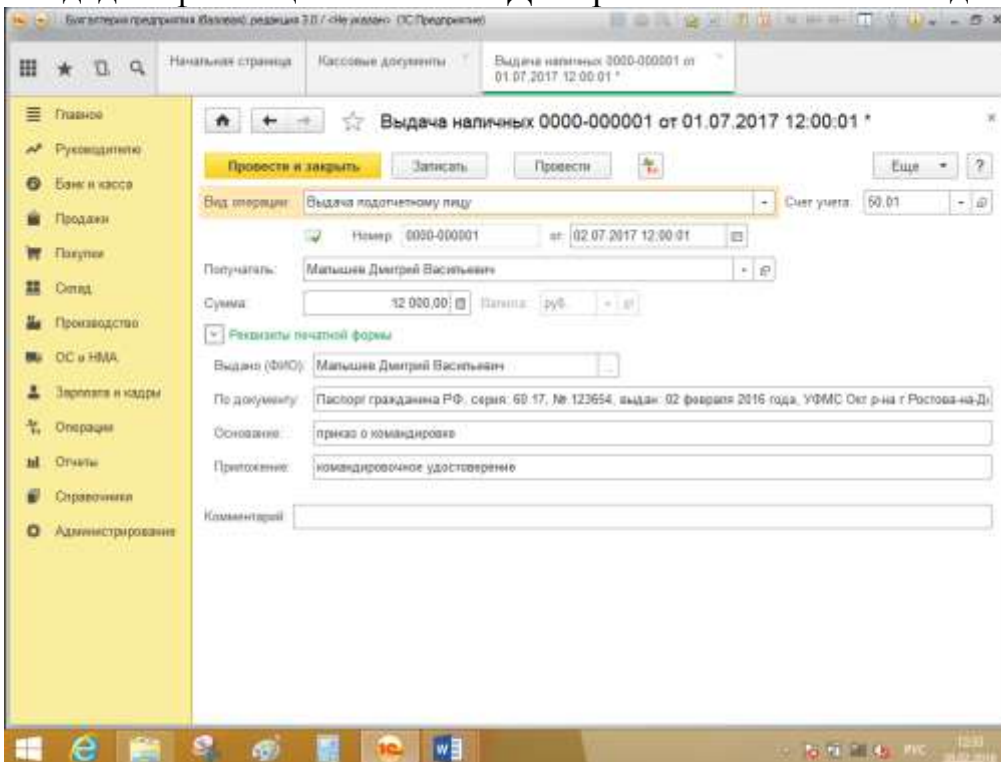 Бухгалтерия предприятия (базовая), редакция 3.0 / <Не указан> (1С:Предприятие)
Начальная страница
Кассовые документы
Выдача наличных 0000-000001 от
01.07.2017 12:00:01 *
Главное
Руководителю
Банк и касса
Продажи
Покупки
Склад
Производство
ОС и НМА
Зарплата и кадры
Операции
Отчеты
Справочники
Администрирование
Выдача наличных 0000-000001 от 01.07.2017 12:00:01 *
Провести и закрыть Записать Провести Еще ?
Вид операции: Выдача подотчетному лицу Счет учета: 50.01
Номер: 0000-000001 от: 02.07.2017 12:00:01
Получатель: Малышев Дмитрий Васильевич
Сумма: 12 000,00 Валюта: руб.
Реквизиты печатной формы
Выдано (ФИО): Малышев Дмитрий Васильевич ...
По документу: Паспорт гражданина РФ, серия: 60 17, № 123654, выдан: 02 февраля 2016 года, УФМС Окт р-на г Ростова-на-Д
Основание: приказ о командировке
Приложение: командировочное удостоверение
Комментарий:
РУС